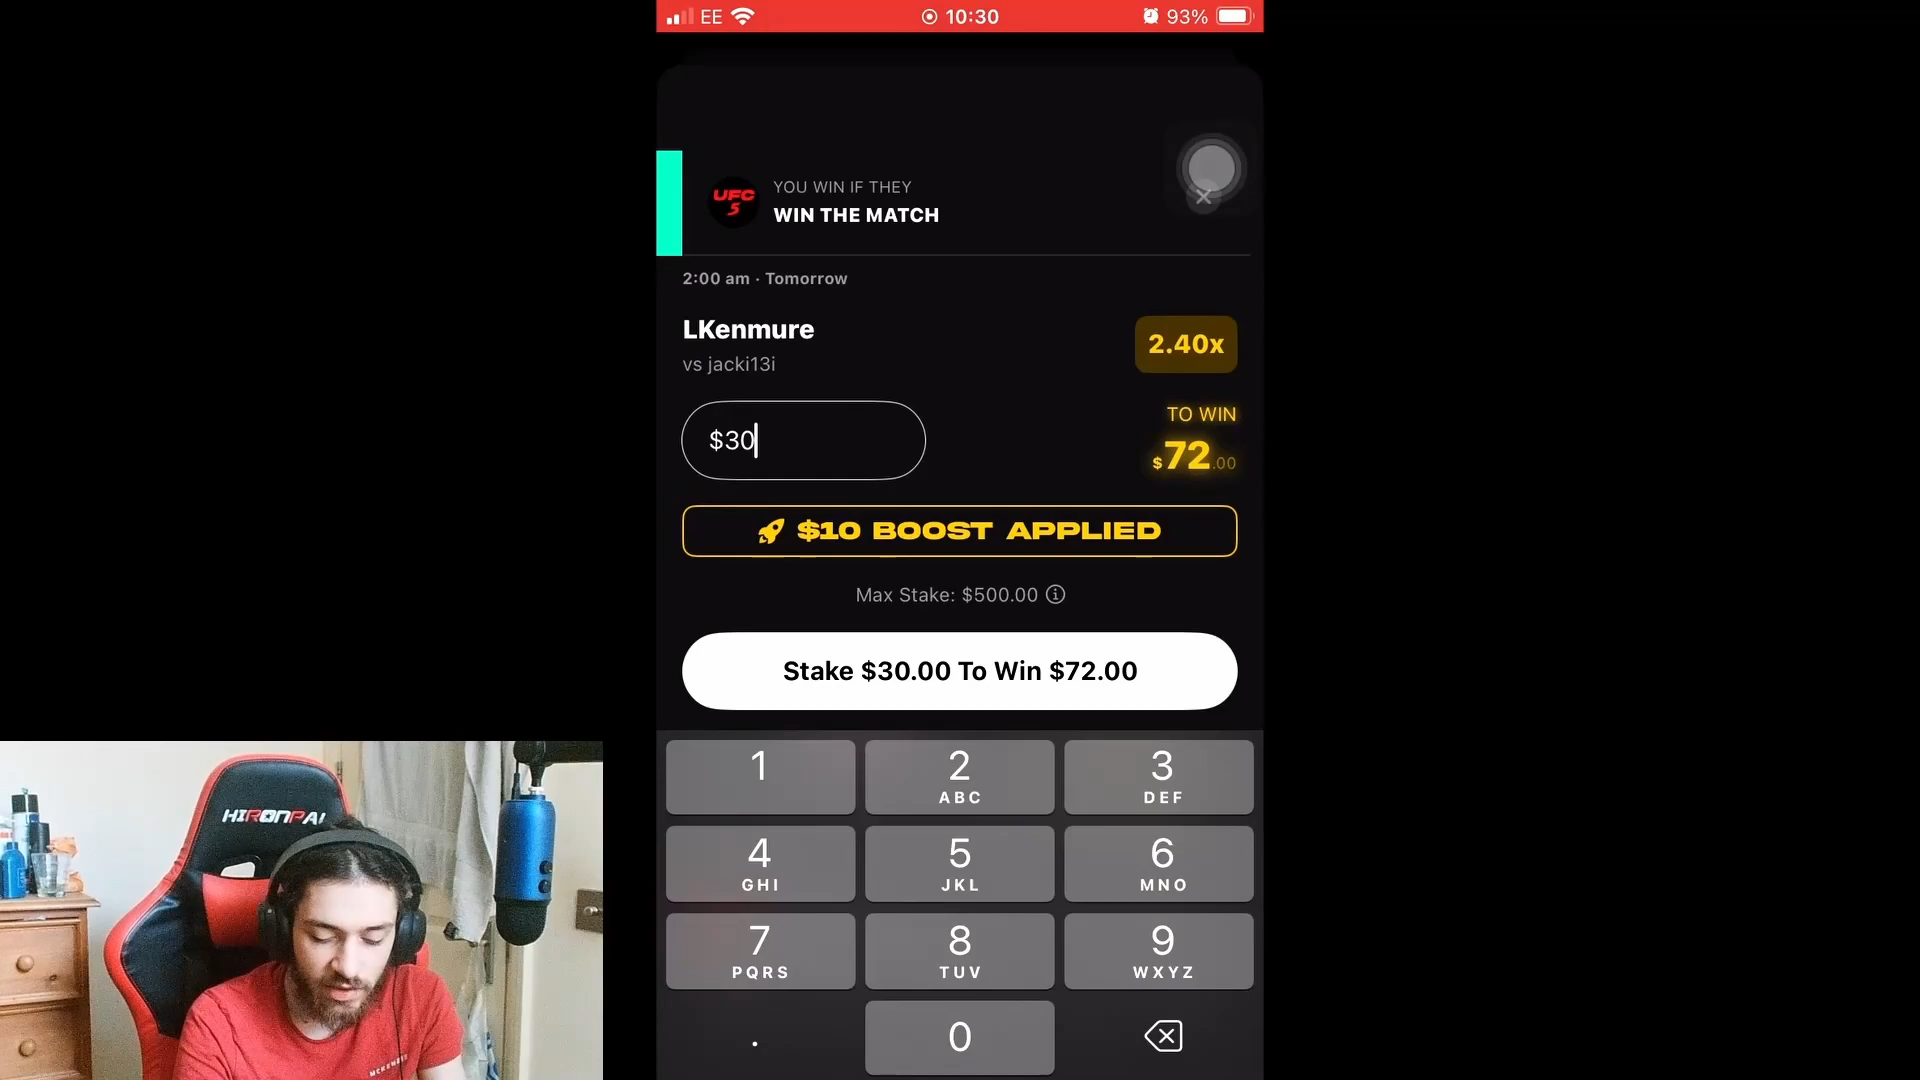 EE 10:30 93%
UFC 5
YOU WIN IF THEY
WIN THE MATCH
2:00 am · Tomorrow
LKenmure
2.40x
vs jacki13i
TO WIN
$30
$72.00
$10 BOOST APPLIED
Max Stake: $500.00
Stake $30.00 To Win $72.00
1 2 3
ABC DEF
4 5 6
GHI JKL MNO
7 8 9
PQRS TUV WXYZ
. 0
HIRONPAI